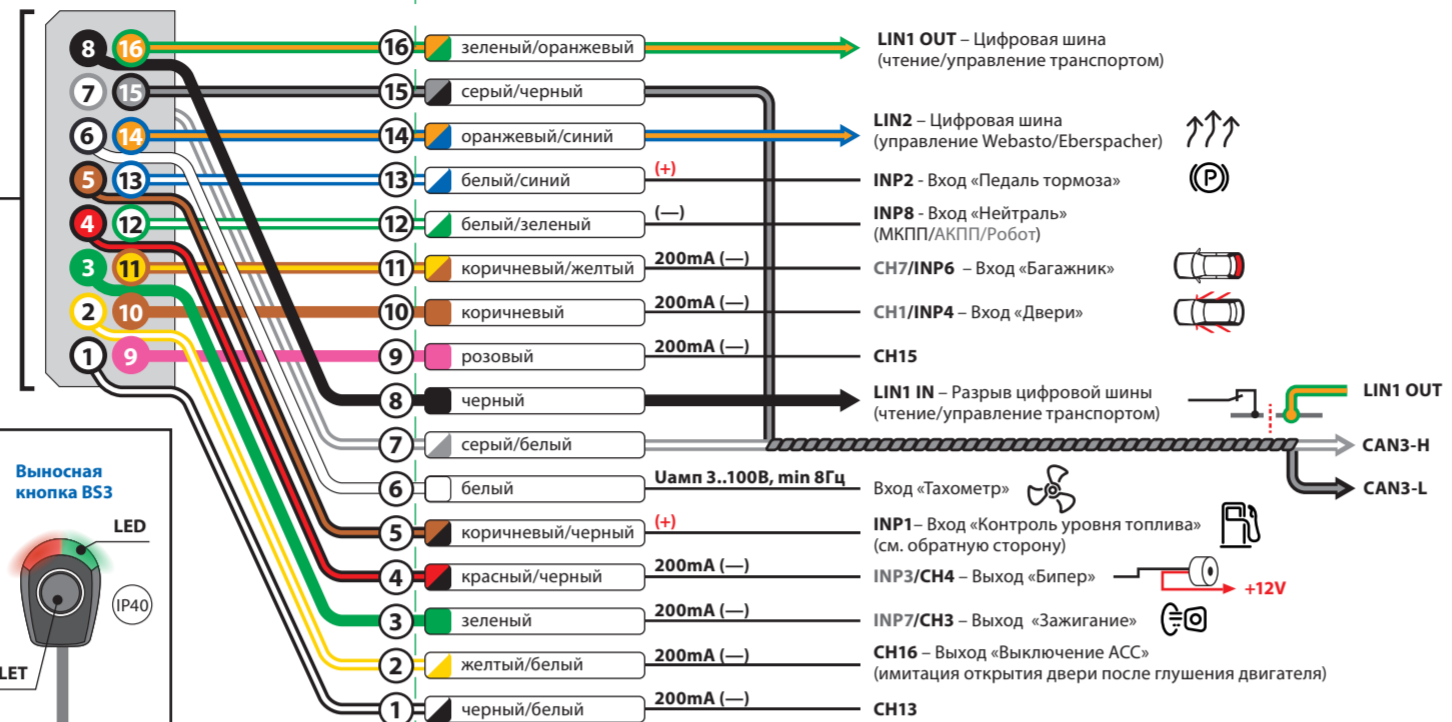 8 16
7 15
6 14
5 13
4 12
3 11
2 10
1 9
16 зеленый/оранжевый
LIN1 OUT – Цифровая шина
(чтение/управление транспортом)
15 серый/черный
14 оранжевый/синий
LIN2 – Цифровая шина
(управление Webasto/Eberspacher)
13 белый/синий (+)
INP2 - Вход «Педаль тормоза»
(P)
12 белый/зеленый (—)
INP8 - Вход «Нейтраль»
(МКПП/АКПП/Робот)
11 коричневый/желтый 200mA (—)
CH7/INP6 – Вход «Багажник»
10 коричневый 200mA (—)
CH1/INP4 – Вход «Двери»
9 розовый 200mA (—)
CH15
8 черный
LIN1 IN – Разрыв цифровой шины
(чтение/управление транспортом)
LIN1 OUT
7 серый/белый
CAN3-H
6 белый Uамп 3..100В, min 8Гц
Вход «Тахометр»
CAN3-L
5 коричневый/черный (+)
INP1– Вход «Контроль уровня топлива»
(см. обратную сторону)
4 красный/черный 200mA (—)
INP3/CH4 – Выход «Бипер»
+12V
3 зеленый 200mA (—)
INP7/CH3 – Выход «Зажигание»
2 желтый/белый 200mA (—)
CH16 – Выход «Выключение ACC»
(имитация открытия двери после глушения двигателя)
1 черный/белый 200mA (—)
CH13
Выносная
кнопка BS3
LED
IP40